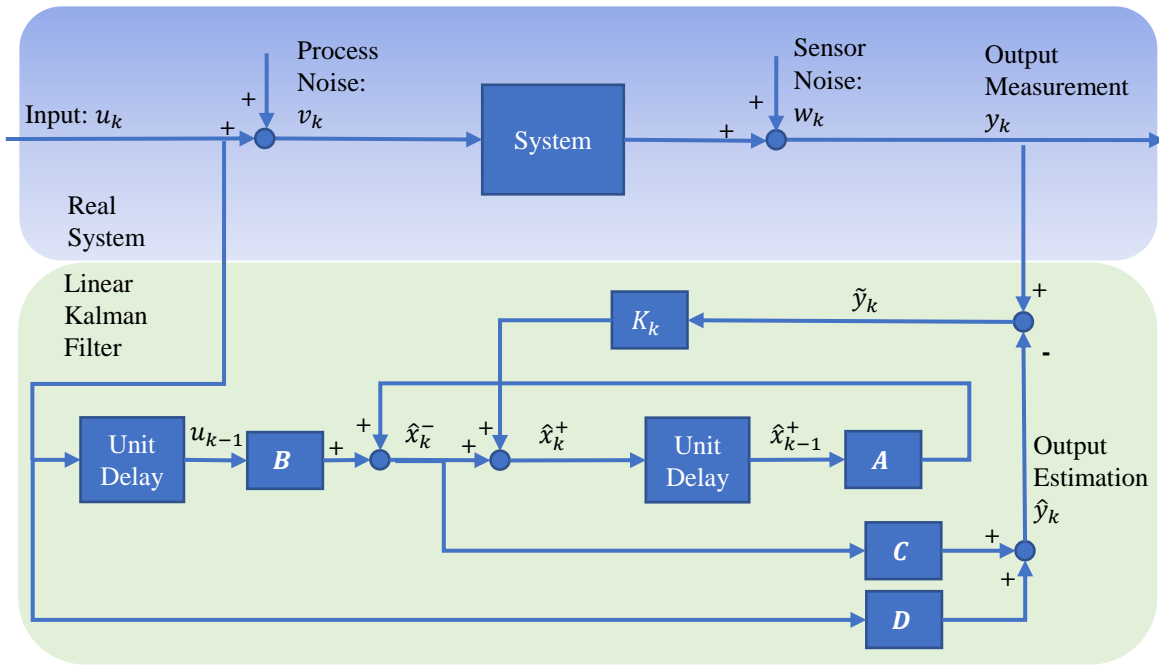 Process
Noise:
v_k
Sensor
Noise:
w_k
Output
Measurement
y_k
Input: u_k
+
+
System
+
+
Real
System
Linear
Kalman
Filter
K_k
ỹ_k
+
-
Unit
Delay
u_{k−1}
B
+
+
x̂_k^−
+
+
x̂_k^+
Unit
Delay
x̂_{k−1}^+
A
Output
Estimation
ŷ_k
C
+
+
D